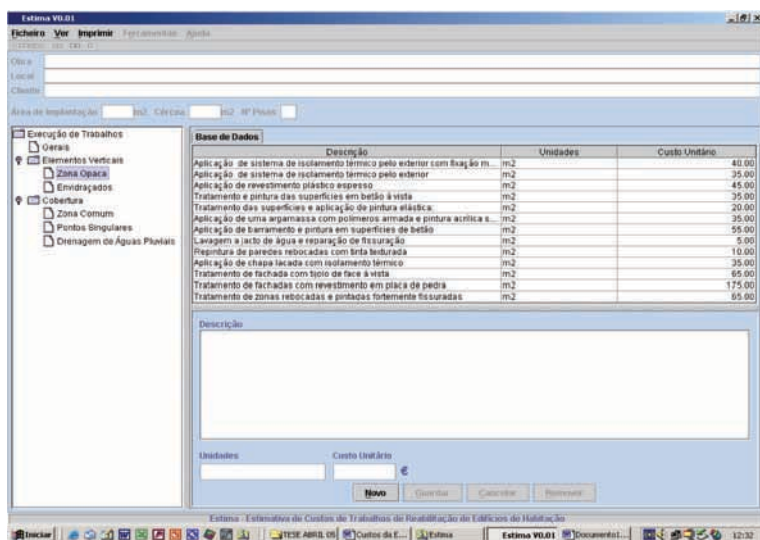 Estima V0.01
Ficheiro Ver Imprimir Ferramentas Ajuda
Obra
Local
Cliente
Área de Implantação m2 Cércea m2 Nº Pisos
Execução de Trabalhos
Gerais
Elementos Verticais
Zona Opaca
Envidraçados
Cobertura
Zona Comum
Pontos Singulares
Drenagem de Águas Pluviais
Base de Dados
Descrição Unidades Custo Unitário
Aplicação de sistema de isolamento térmico pelo exterior com fixação m... m2 40.00
Aplicação de sistema de isolamento térmico pelo exterior m2 35.00
Aplicação de revestimento plástico espesso m2 45.00
Tratamento e pintura das superfícies em betão à vista m2 35.00
Tratamento das superfícies e aplicação de pintura elástica: m2 20.00
Aplicação de uma argamassa com polímeros armada e pintura acrílica s... m2 35.00
Aplicação de barramento e pintura em superfícies de betão m2 55.00
Lavagem a jacto de água e reparação de fissuração m2 5.00
Repintura de paredes rebocadas com tinta texturada m2 10.00
Aplicação de chapa lacada com isolamento térmico m2 35.00
Tratamento de fachada com tijolo de face à vista m2 65.00
Tratamento de fachadas com revestimento em placa de pedra m2 175.00
Tratamento de zonas rebocadas e pintadas fortemente fissuradas m2 65.00
Descrição
Unidades Custo Unitário
€
Novo Guardar Cancelar Remover
Estima - Estimativa de Custos de Trabalhos de Reabilitação de Edifícios de Habitação
Iniciar TESE ABRIL 05 Custos da E... Estima Estima V0.01 Documento1... 12:32